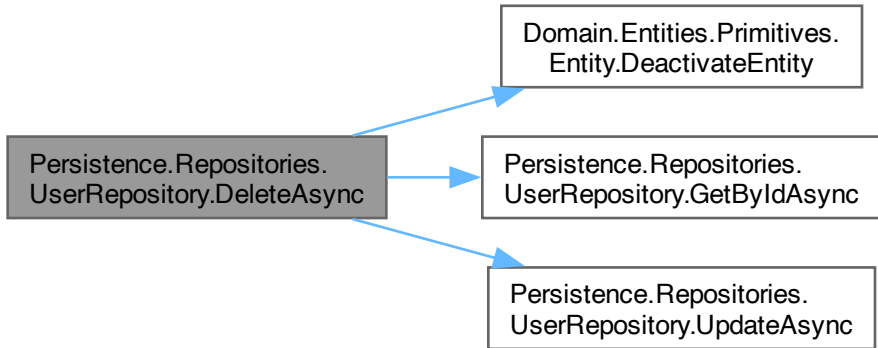 Domain.Entities.Primitives.
Entity.DeactivateEntity
Persistence.Repositories.
UserRepository.DeleteAsync
Persistence.Repositories.
UserRepository.GetByIdAsync
Persistence.Repositories.
UserRepository.UpdateAsync